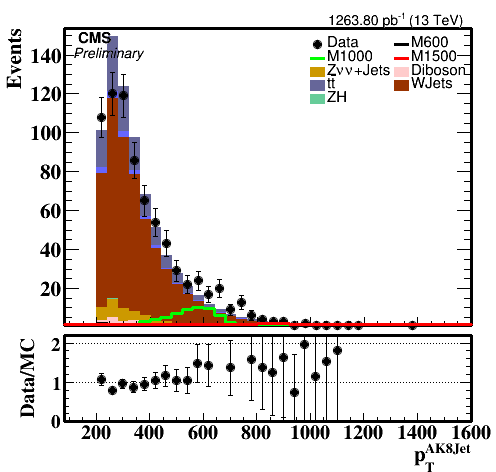 1263.80 pb⁻¹ (13 TeV)
CMS
Preliminary
Data
M600
M1000
M1500
Zνν+Jets
Diboson
tt
WJets
ZH
Events
140
120
100
80
60
40
20
Data/MC
2
1
0
200 400 600 800 1000 1200 1400 1600
p_T^AK8Jet